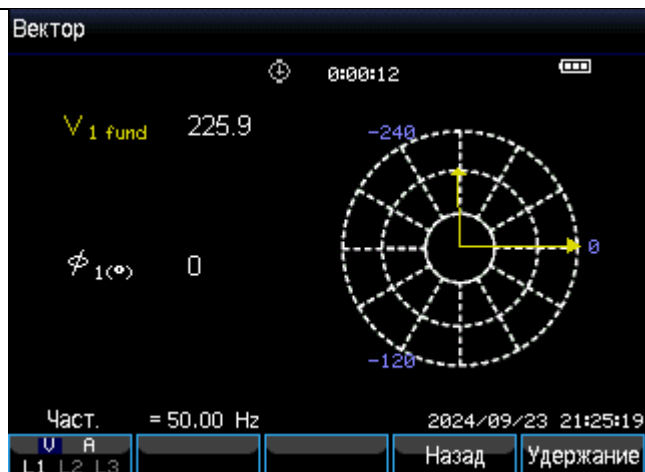 Вектор
0:00:12
V 1 fund 225.9
-240
0
ϕ 1(°) 0
-120
Част. = 50.00 Hz 2024/09/23 21:25:19
V A
L1 L2 L3
Назад Удержание